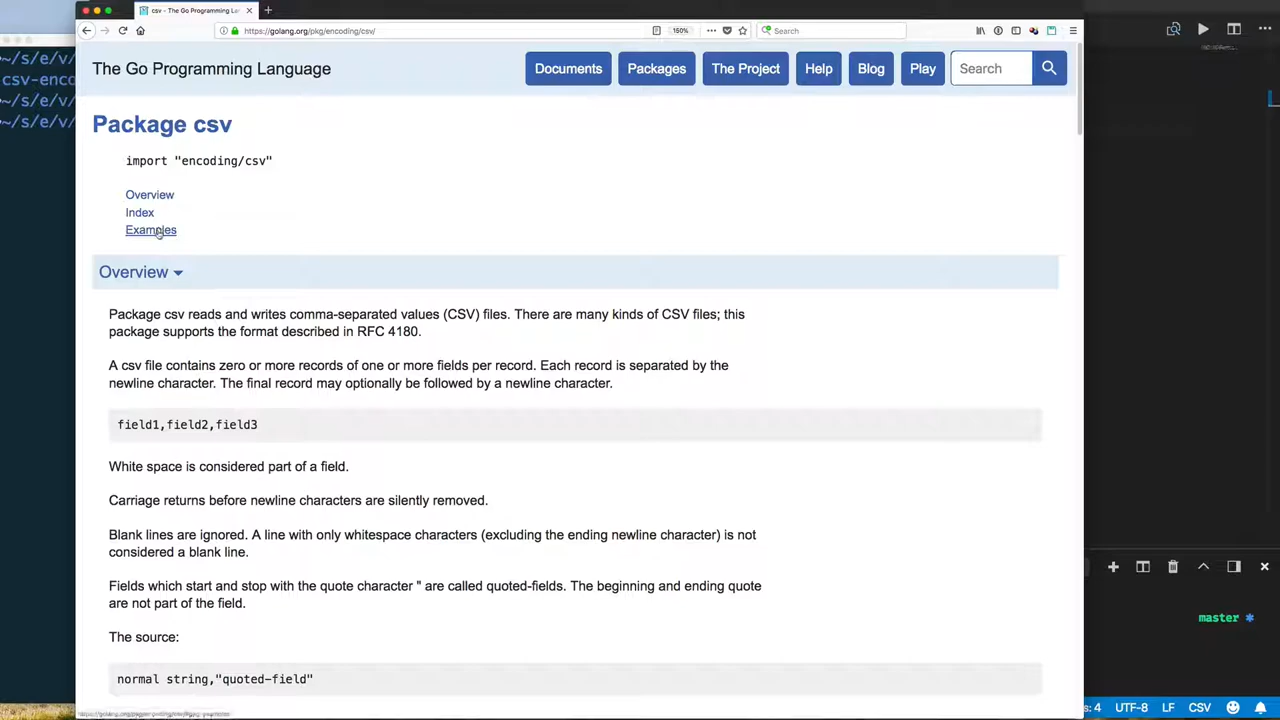 csv - The Go Programming Lan
https://golang.org/pkg/encoding/csv/
150%
Search
~/s/e/v/
csv-enco
~/s/e/v/
~/s/e/v/
The Go Programming Language
Documents
Packages
The Project
Help
Blog
Play
Search
Package csv
import "encoding/csv"
Overview
Index
Examples
Overview
Package csv reads and writes comma-separated values (CSV) files. There are many kinds of CSV files; this
package supports the format described in RFC 4180.
A csv file contains zero or more records of one or more fields per record. Each record is separated by the
newline character. The final record may optionally be followed by a newline character.
field1,field2,field3
White space is considered part of a field.
Carriage returns before newline characters are silently removed.
Blank lines are ignored. A line with only whitespace characters (excluding the ending newline character) is not
considered a blank line.
Fields which start and stop with the quote character " are called quoted-fields. The beginning and ending quote
are not part of the field.
The source:
normal string,"quoted-field"
master *
s: 4
UTF-8
LF
CSV